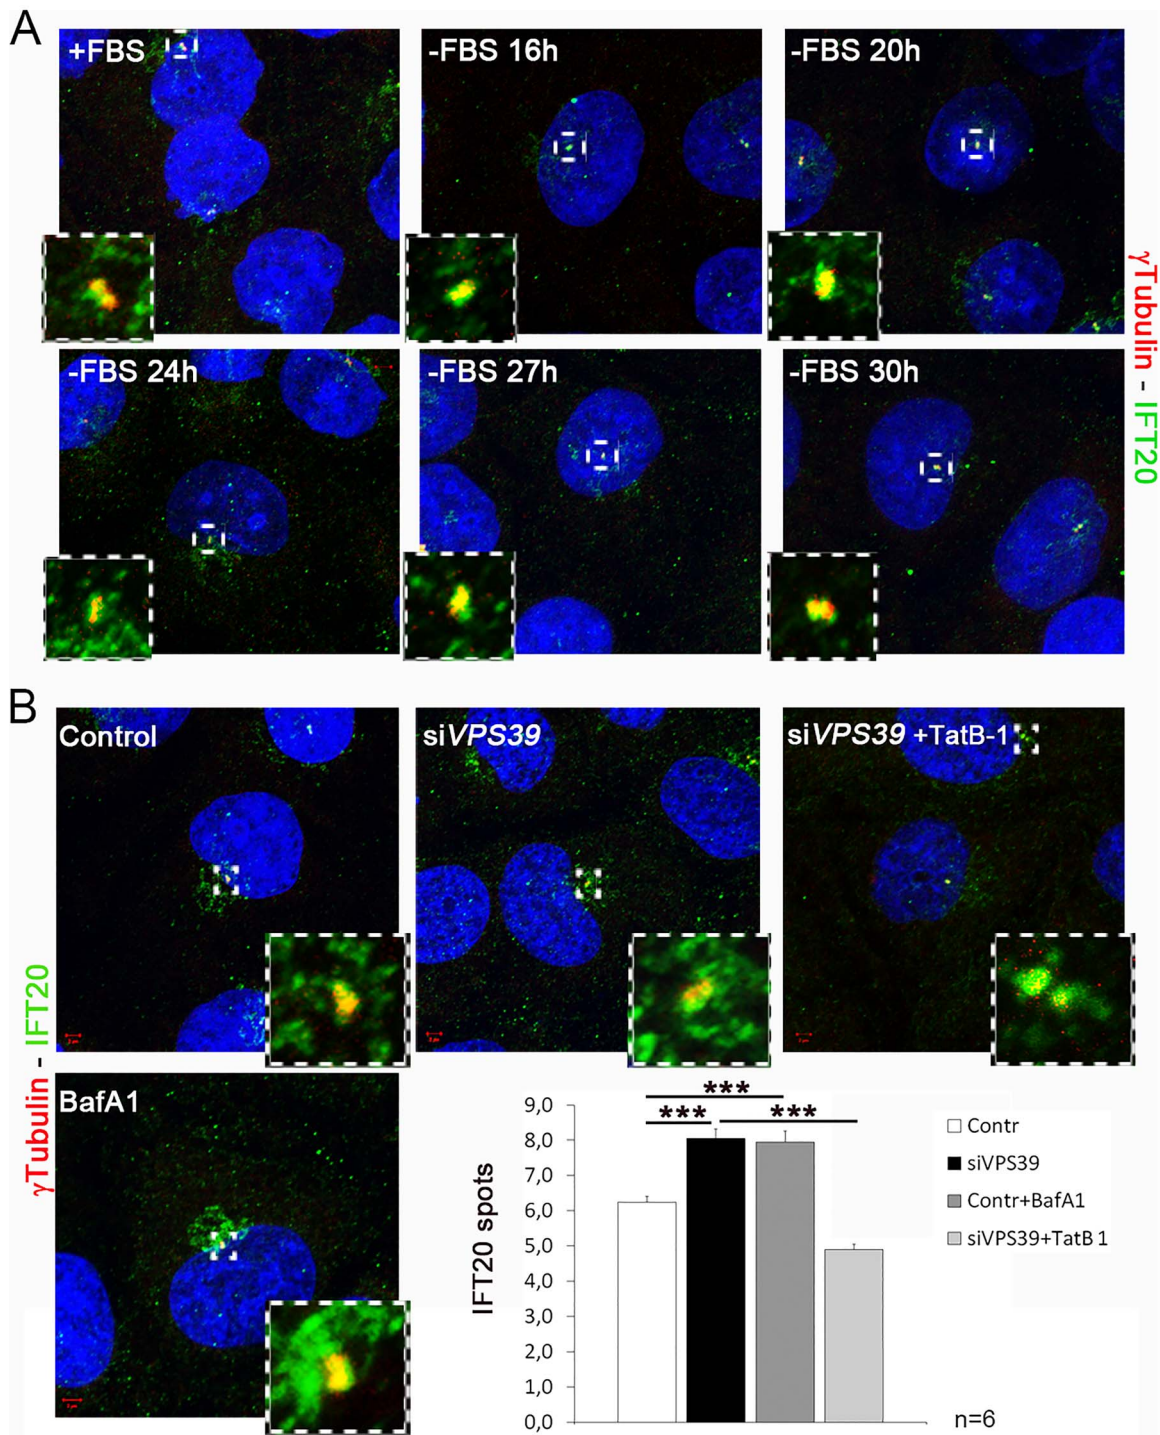 A
+FBS
-FBS 16h
-FBS 20h
-FBS 24h
-FBS 27h
-FBS 30h
γTubulin - IFT20
B
Control
siVPS39
siVPS39 +TatB-1
BafA1
γTubulin - IFT20
***
***
***
9,0
8,0
7,0
6,0
5,0
4,0
3,0
2,0
1,0
0,0
IFT20 spots
Contr
siVPS39
Contr+BafA1
siVPS39+TatB 1
n=6